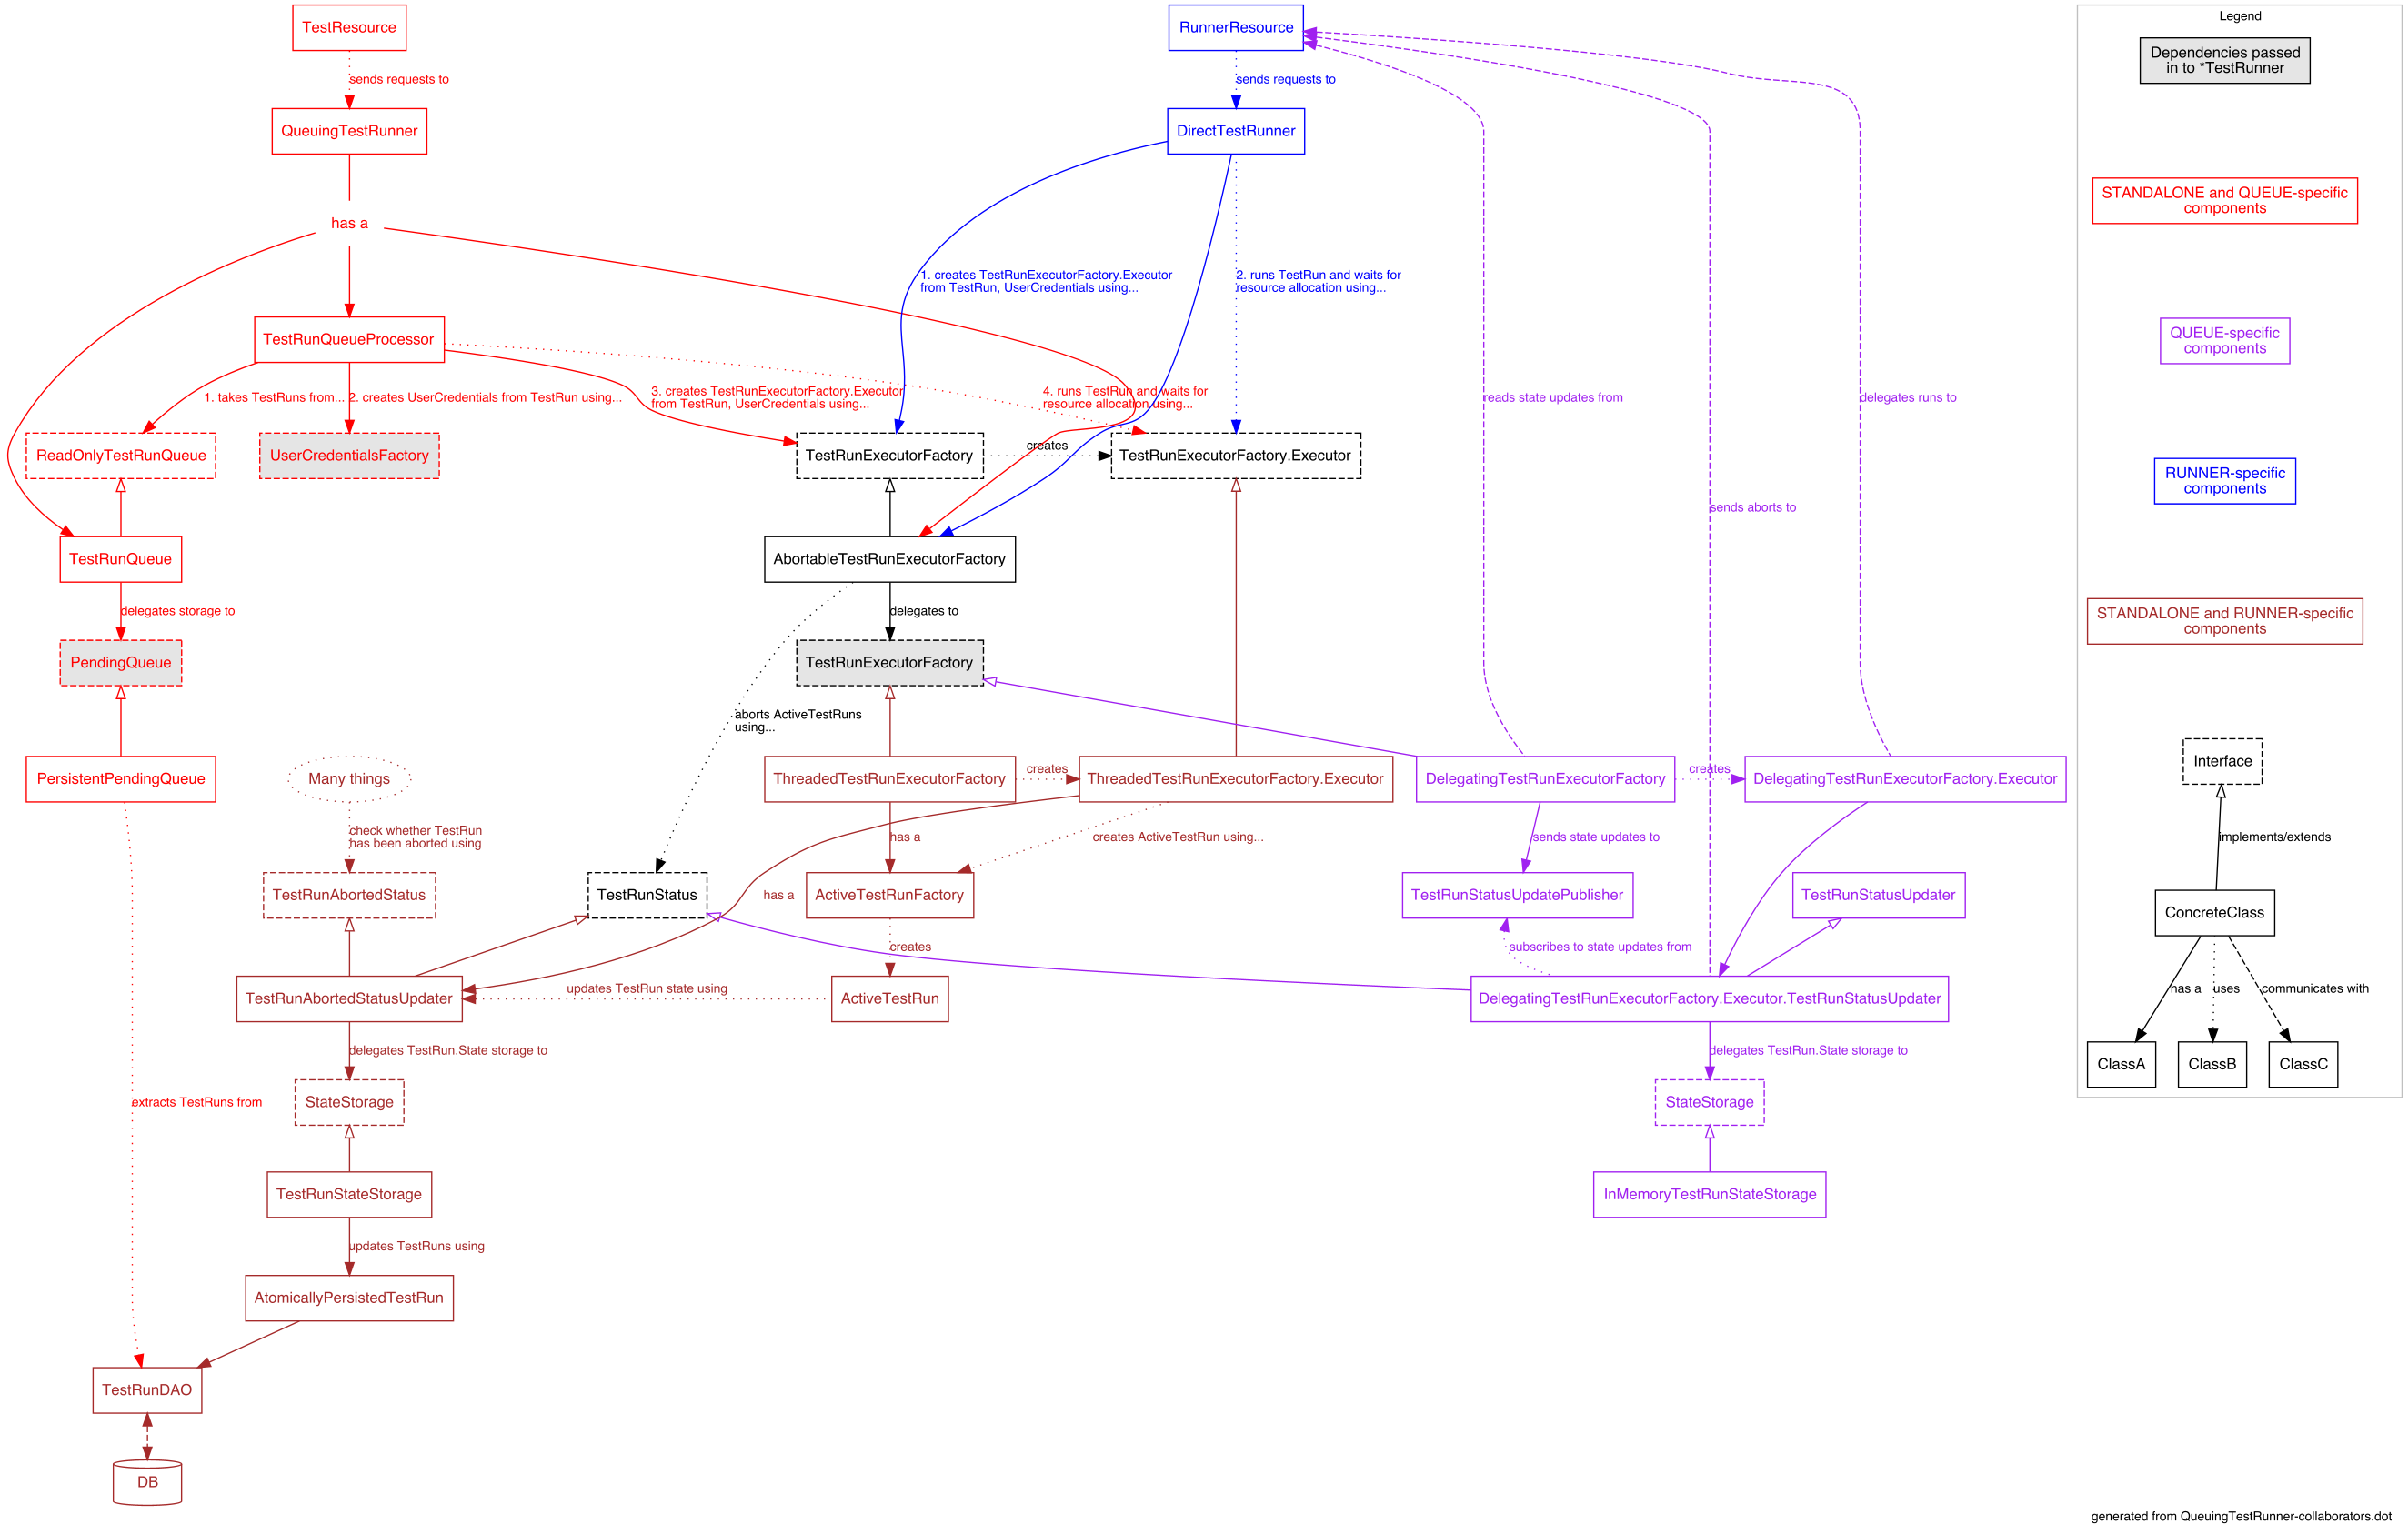 TestResource
RunnerResource
sends requests to
sends requests to
QueuingTestRunner
DirectTestRunner
has a
1. creates TestRunExecutorFactory.Executor
from TestRun, UserCredentials using...
2. runs TestRun and waits for
resource allocation using...
TestRunQueueProcessor
1. takes TestRuns from...
2. creates UserCredentials from TestRun using...
3. creates TestRunExecutorFactory.Executor
from TestRun, UserCredentials using...
4. runs TestRun and waits for
resource allocation using...
reads state updates from
delegates runs to
ReadOnlyTestRunQueue
UserCredentialsFactory
TestRunExecutorFactory
creates
TestRunExecutorFactory.Executor
sends aborts to
TestRunQueue
AbortableTestRunExecutorFactory
delegates storage to
delegates to
PendingQueue
TestRunExecutorFactory
aborts ActiveTestRuns
using...
PersistentPendingQueue
Many things
ThreadedTestRunExecutorFactory
creates
ThreadedTestRunExecutorFactory.Executor
DelegatingTestRunExecutorFactory
creates
DelegatingTestRunExecutorFactory.Executor
check whether TestRun
has been aborted using
has a
creates ActiveTestRun using...
sends state updates to
TestRunAbortedStatus
TestRunStatus
has a
ActiveTestRunFactory
TestRunStatusUpdatePublisher
TestRunStatusUpdater
creates
subscribes to state updates from
TestRunAbortedStatusUpdater
updates TestRun state using
ActiveTestRun
DelegatingTestRunExecutorFactory.Executor.TestRunStatusUpdater
delegates TestRun.State storage to
delegates TestRun.State storage to
extracts TestRuns from
StateStorage
StateStorage
TestRunStateStorage
InMemoryTestRunStateStorage
updates TestRuns using
AtomicallyPersistedTestRun
TestRunDAO
DB
Legend
Dependencies passed
in to *TestRunner
STANDALONE and QUEUE-specific
components
QUEUE-specific
components
RUNNER-specific
components
STANDALONE and RUNNER-specific
components
Interface
implements/extends
ConcreteClass
has a
uses
communicates with
ClassA
ClassB
ClassC
generated from QueuingTestRunner-collaborators.dot